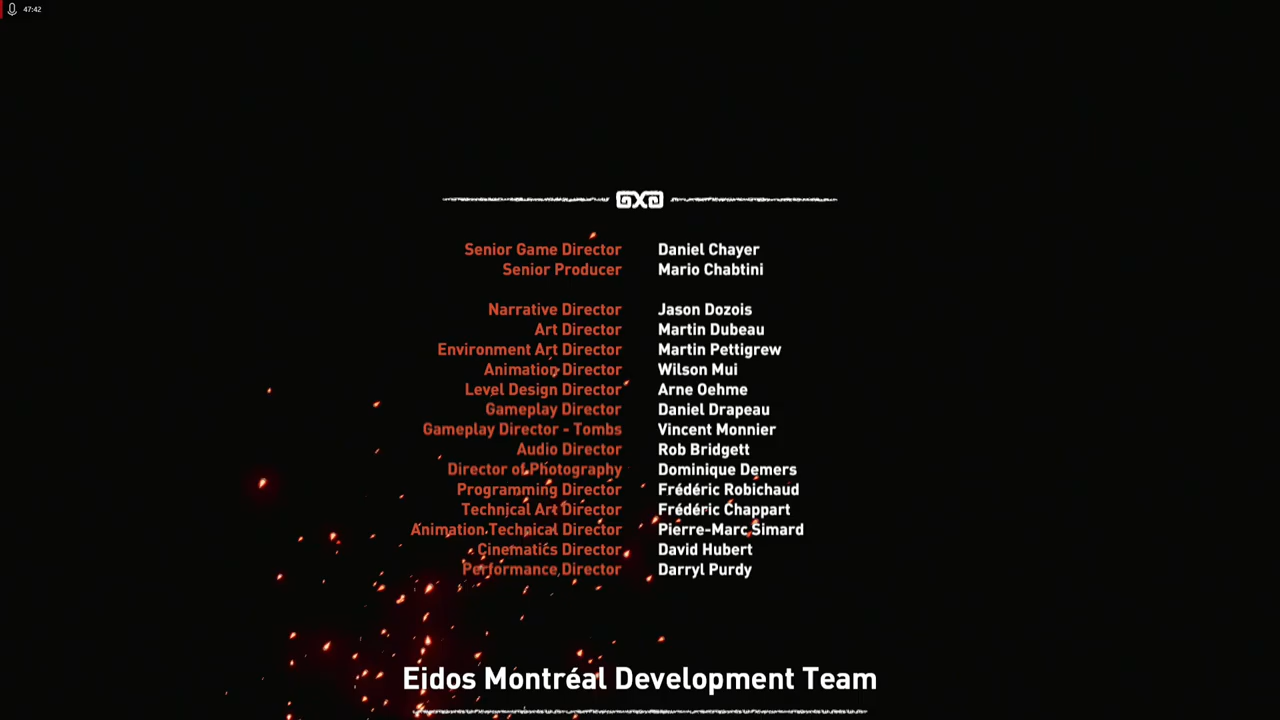 47:42
Senior Game Director Daniel Chayer
Senior Producer Mario Chabtini
Narrative Director Jason Dozois
Art Director Martin Dubeau
Environment Art Director Martin Pettigrew
Animation Director Wilson Mui
Level Design Director Arne Oehme
Gameplay Director Daniel Drapeau
Gameplay Director - Tombs Vincent Monnier
Audio Director Rob Bridgett
Director of Photography Dominique Demers
Programming Director Frédéric Robichaud
Technical Art Director Frédéric Chappart
Animation Technical Director Pierre-Marc Simard
Cinematics Director David Hubert
Performance Director Darryl Purdy
Eidos Montréal Development Team